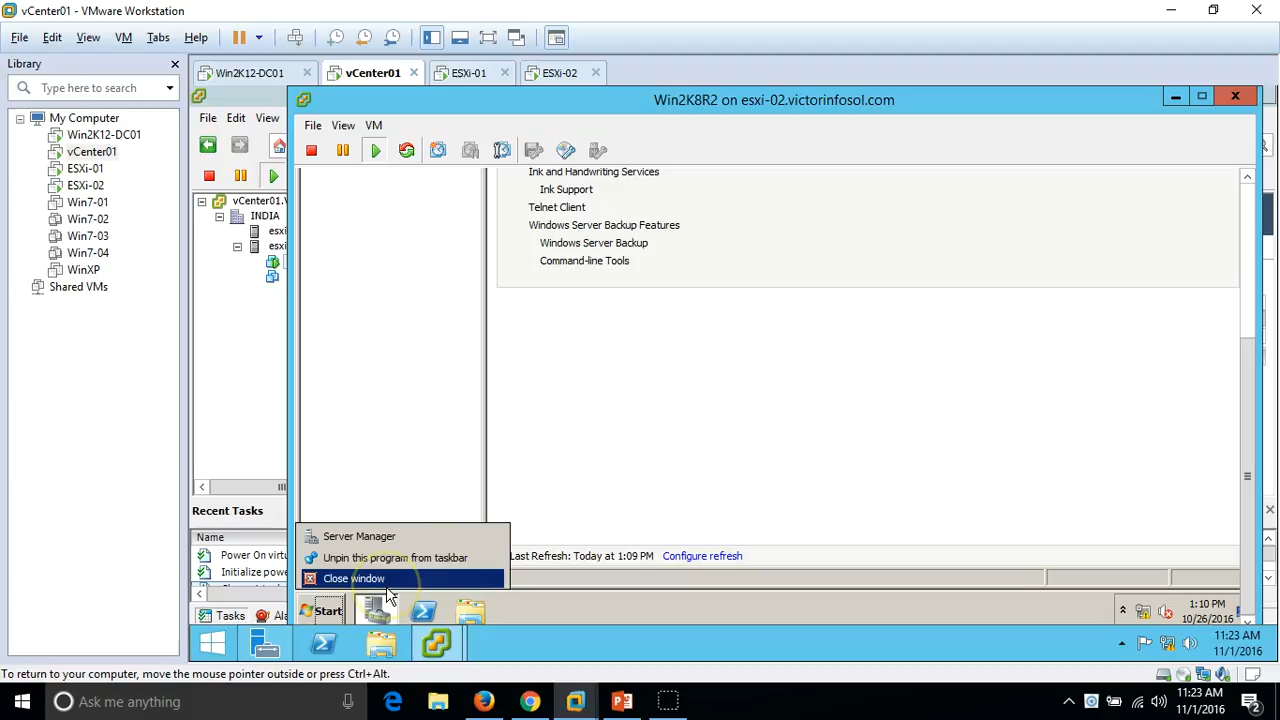 vCenter01 - VMware Workstation
File Edit View VM Tabs Help
Library
Type here to search
My Computer
Win2K12-DC01
vCenter01
ESXi-01
ESXi-02
Win7-01
Win7-02
Win7-03
Win7-04
WinXP
Shared VMs
Win2K12-DC01 vCenter01 ESXi-01 ESXi-02
File Edit View
vCenter01.V
INDIA
esxi
esxi
Recent Tasks
Name
Power On virtu
Initialize powe
Tasks Ala
Win2K8R2 on esxi-02.victorinfosol.com
File View VM
Ink and Handwriting Services
Ink Support
Telnet Client
Windows Server Backup Features
Windows Server Backup
Command-line Tools
Server Manager
Unpin this program from taskbar
Close window
Last Refresh: Today at 1:09 PM Configure refresh
Start
1:10 PM
10/26/2016
11:23 AM
11/1/2016
To return to your computer, move the mouse pointer outside or press Ctrl+Alt.
Ask me anything
11:23 AM
11/1/2016
2